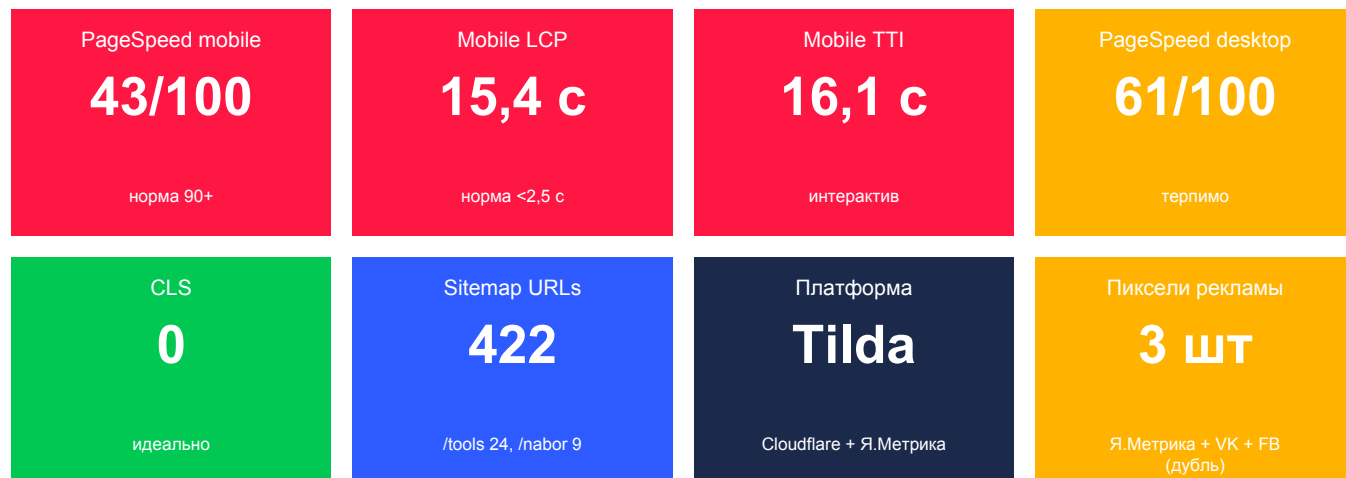 PageSpeed mobile
43/100
норма 90+
Mobile LCP
15,4 с
норма <2,5 с
Mobile TTI
16,1 с
интерактив
PageSpeed desktop
61/100
терпимо
CLS
0
идеально
Sitemap URLs
422
/tools 24, /nabor 9
Платформа
Tilda
Cloudflare + Я.Метрика
Пиксели рекламы
3 шт
Я.Метрика + VK + FB
(дубль)